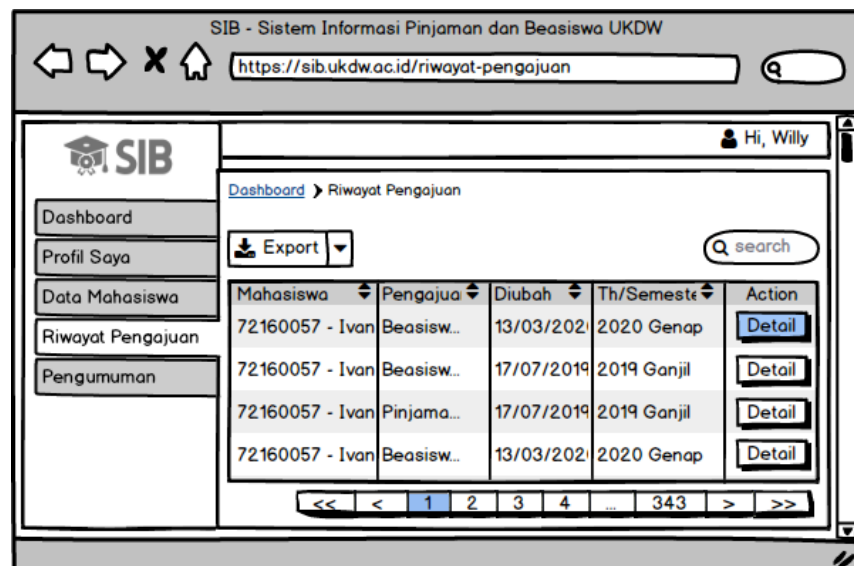 SIB - Sistem Informasi Pinjaman dan Beasiswa UKDW
https://sib.ukdw.ac.id/riwayat-pengajuan
SIB
Hi, Willy
Dashboard
Profil Saya
Data Mahasiswa
Riwayat Pengajuan
Pengumuman
Dashboard ❯ Riwayat Pengajuan
Export
search
Mahasiswa Pengajua Diubah Th/Semeste Action
72160057 - Ivan Beasisw... 13/03/202 2020 Genap Detail
72160057 - Ivan Beasisw... 17/07/2019 2019 Ganjil Detail
72160057 - Ivan Pinjama... 17/07/2019 2019 Ganjil Detail
72160057 - Ivan Beasisw... 13/03/202 2020 Genap Detail
<< < 1 2 3 4 ... 343 > >>